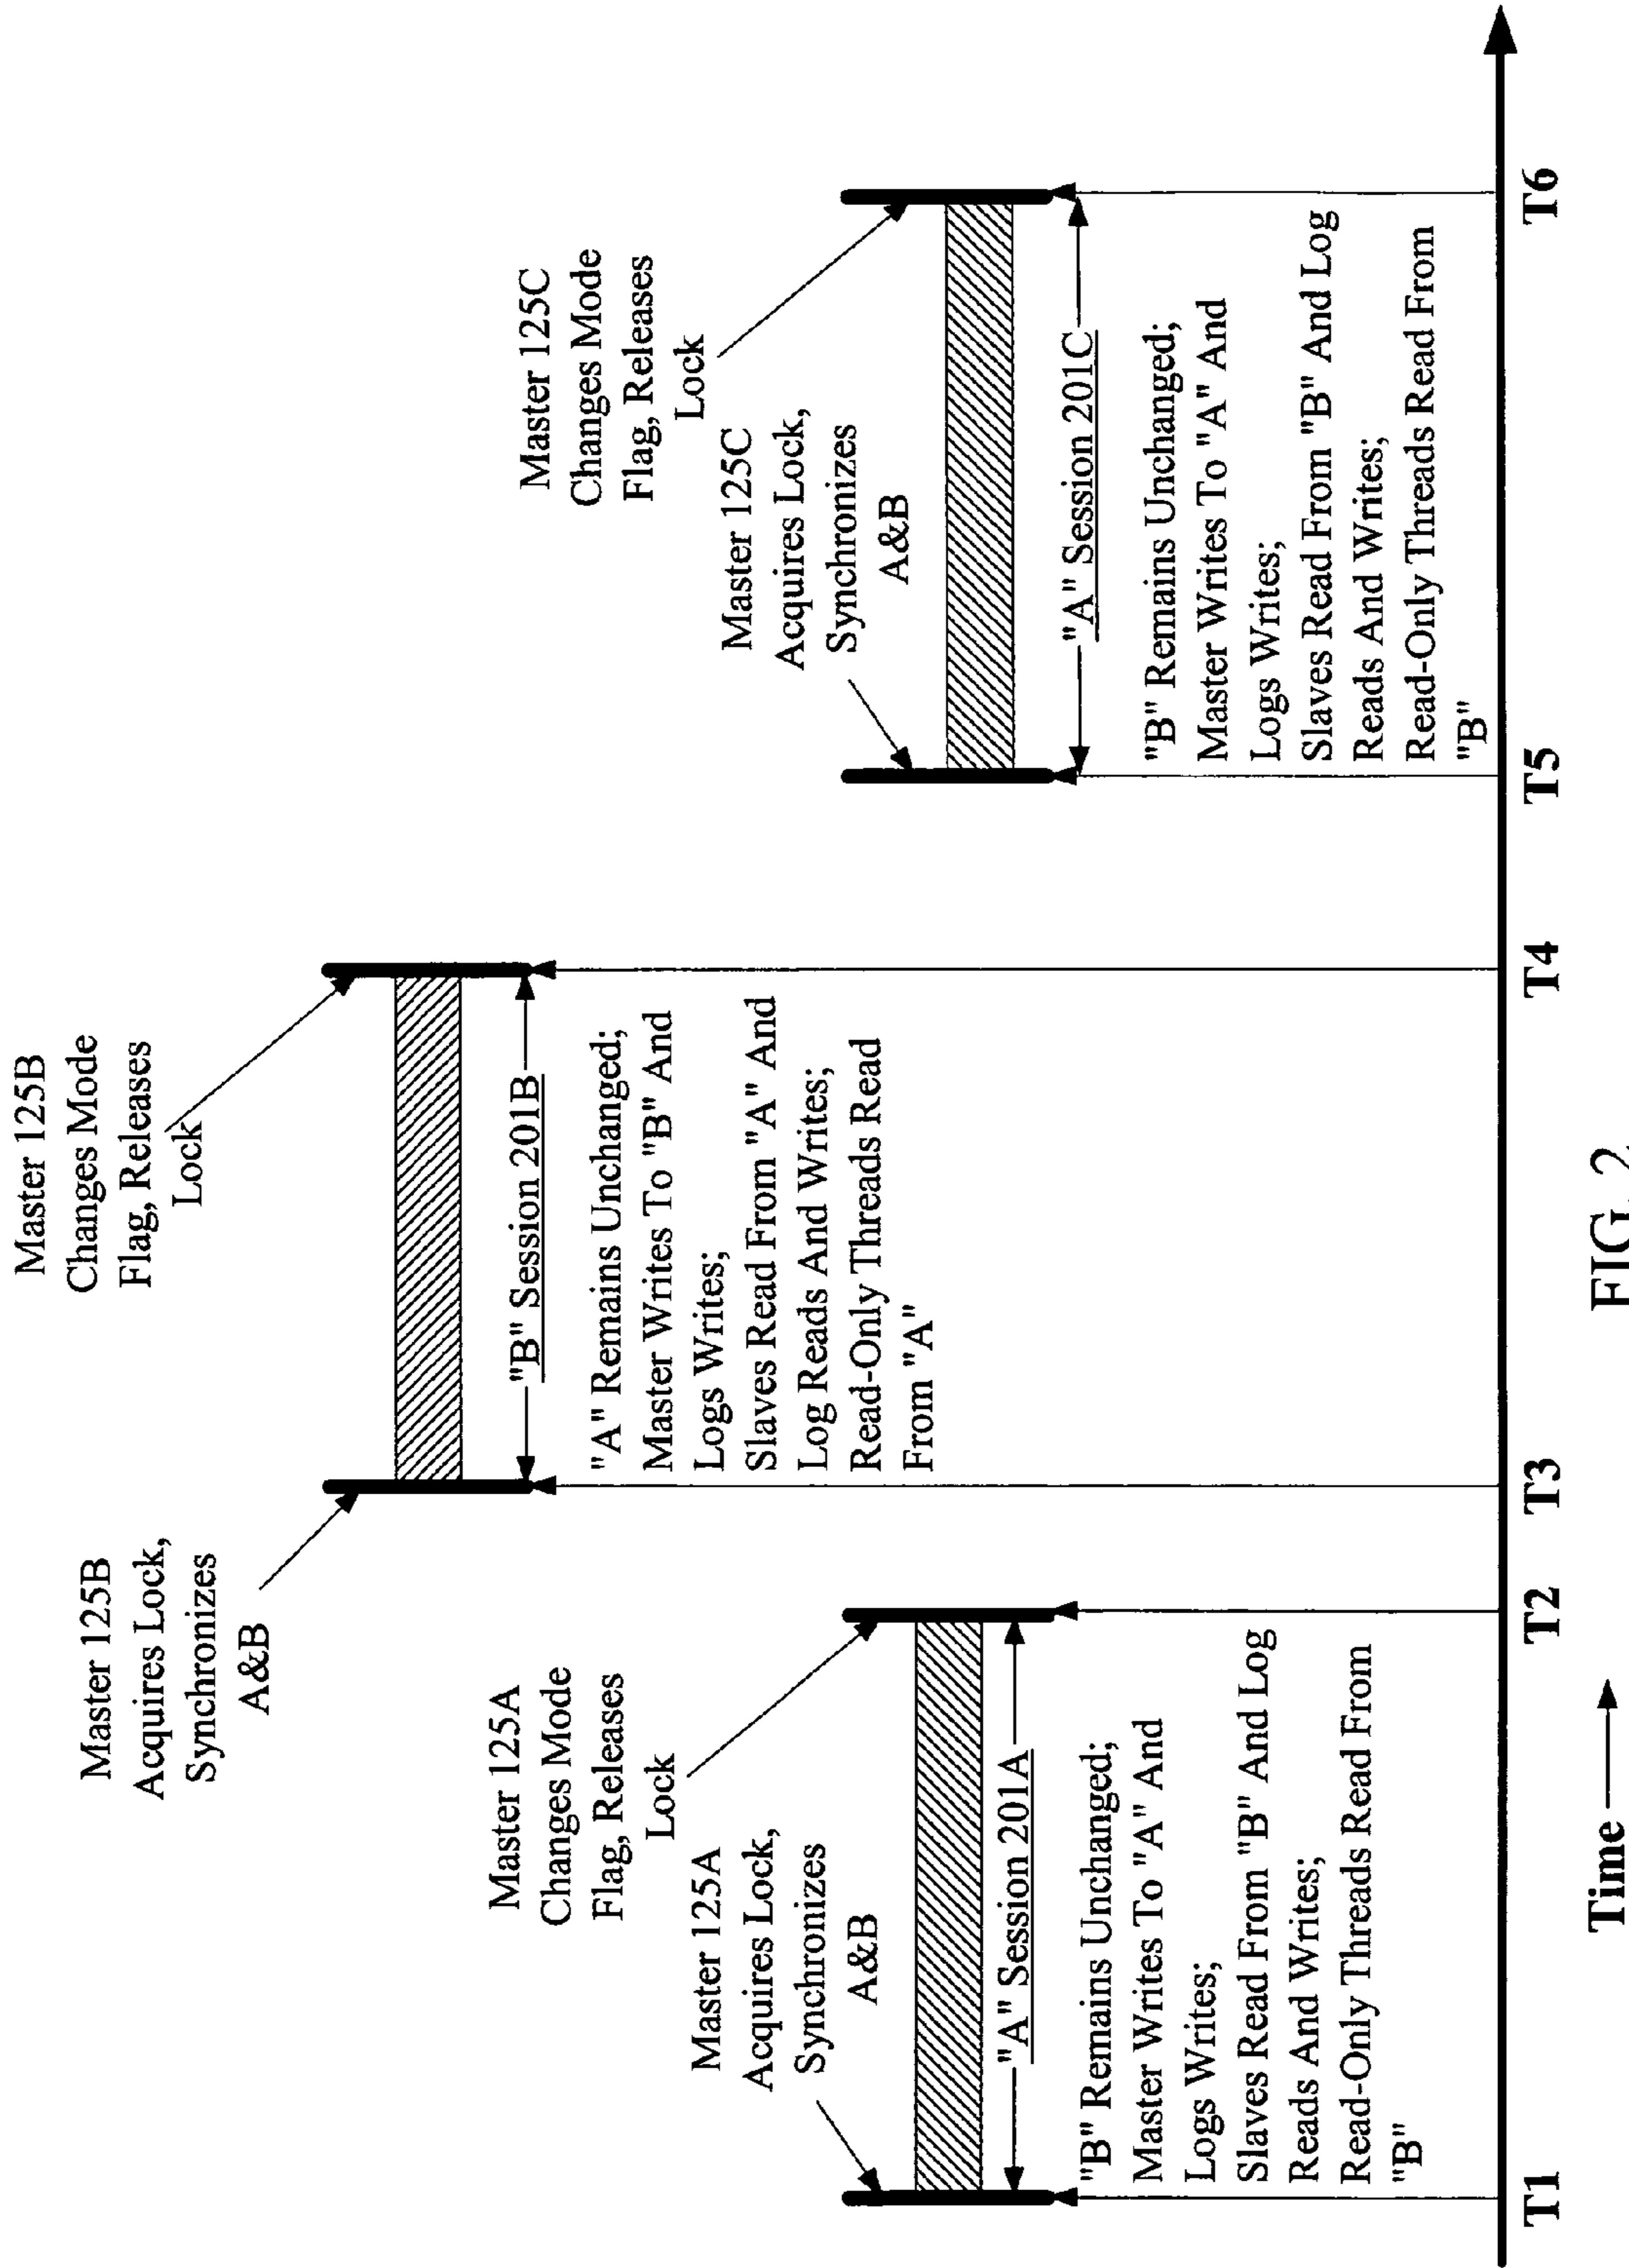 Master 125B
Changes Mode
Flag, Releases
Lock
Master 125B
Acquires Lock,
Synchronizes
A&B
"B" Session 201B
"A" Remains Unchanged;
Master Writes To "B" And
Logs Writes;
Slaves Read From "A" And
Log Reads And Writes;
Read-Only Threads Read
From "A"
Master 125A
Changes Mode
Flag, Releases
Lock
Master 125A
Acquires Lock,
Synchronizes
A&B
"A" Session 201A
"B" Remains Unchanged;
Master Writes To "A" And
Logs Writes;
Slaves Read From "B" And Log
Reads And Writes;
Read-Only Threads Read From
"B"
Master 125C
Changes Mode
Flag, Releases
Lock
Master 125C
Acquires Lock,
Synchronizes
A&B
"A" Session 201C
"B" Remains Unchanged;
Master Writes To "A" And
Logs Writes;
Slaves Read From "B" And Log
Reads And Writes;
Read-Only Threads Read From
"B"
T1 T2 T3 T4 T5 T6
Time
FIG. 2